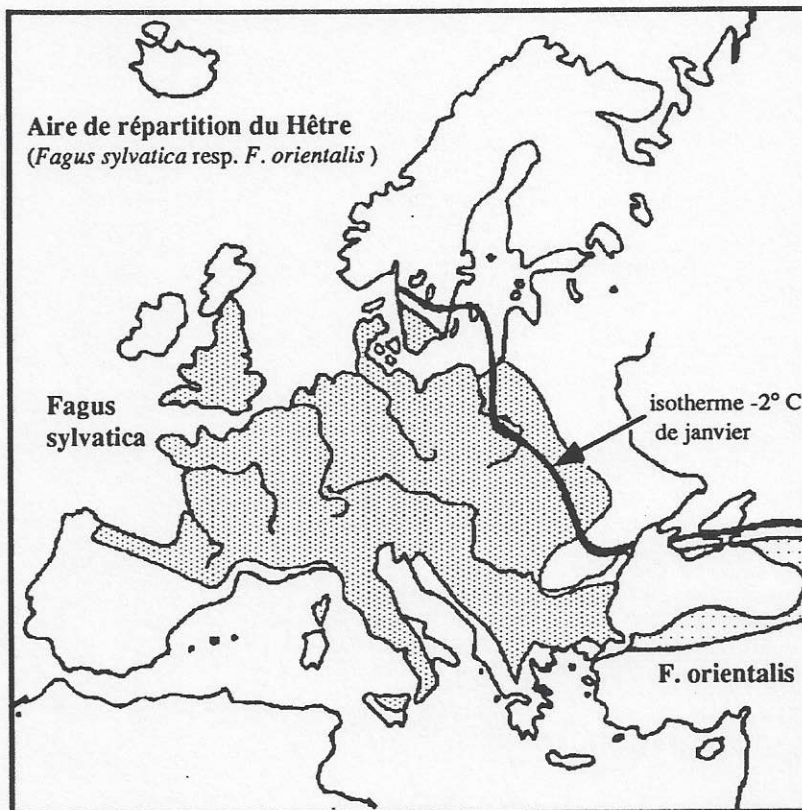 Aire de répartition du Hêtre
(Fagus sylvatica resp. F. orientalis )
Fagus
sylvatica
isotherme -2° C
de janvier
F. orientalis